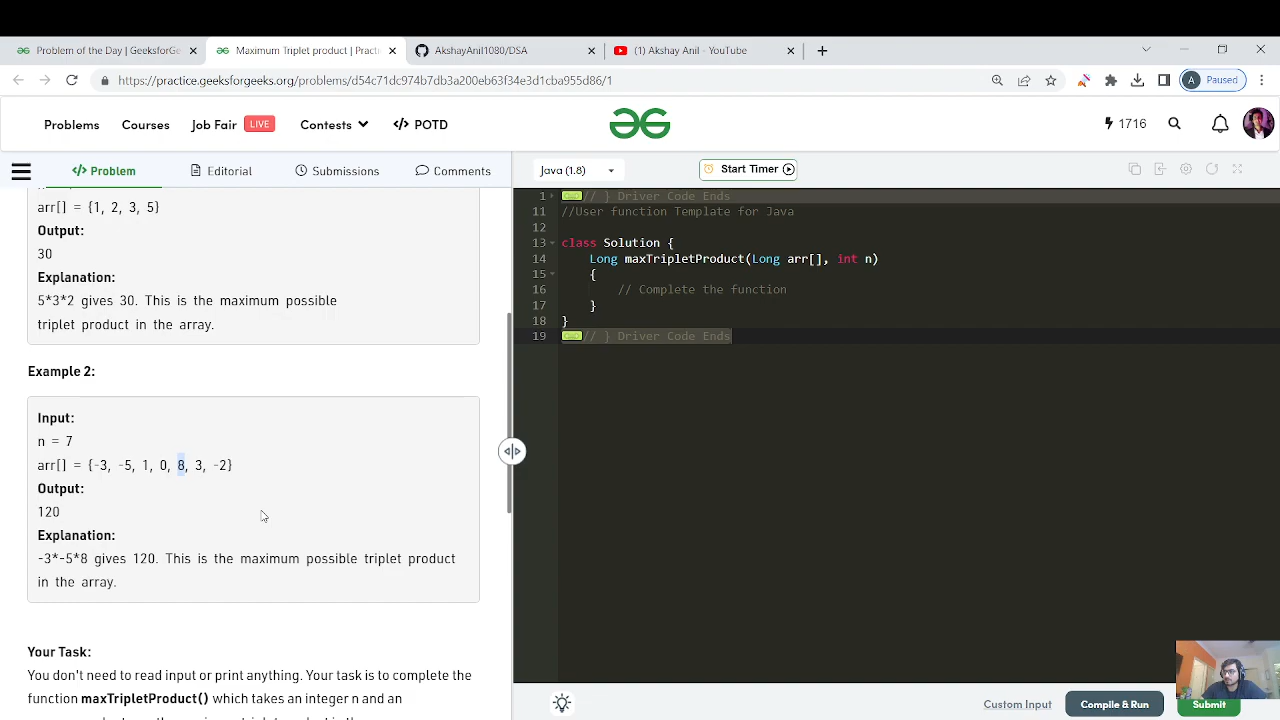 Problem of the Day | GeeksforGe
Maximum Triplet product | Practi
AkshayAnil1080/DSA
(1) Akshay Anil - YouTube
https://practice.geeksforgeeks.org/problems/d54c71dc974b7db3a200eb63f34e3d1cba955d86/1
A Paused
Problems
Courses
Job Fair LIVE
Contests
</> POTD
1716
</> Problem
Editorial
Submissions
Comments
Java (1.8)
Start Timer
arr[] = {1, 2, 3, 5}
Output:
30
Explanation:
5*3*2 gives 30. This is the maximum possible
triplet product in the array.
Example 2:
Input:
n = 7
arr[] = {-3, -5, 1, 0, 8, 3, -2}
Output:
120
Explanation:
-3*-5*8 gives 120. This is the maximum possible triplet product
in the array.
Your Task:
You don't need to read input or print anything. Your task is to complete the
function maxTripletProduct() which takes an integer n and an
1 // } Driver Code Ends
11 //User function Template for Java
12
13 class Solution {
14 Long maxTripletProduct(Long arr[], int n)
15 {
16 // Complete the function
17 }
18 }
19 // } Driver Code Ends
Custom Input
Compile & Run
Submit